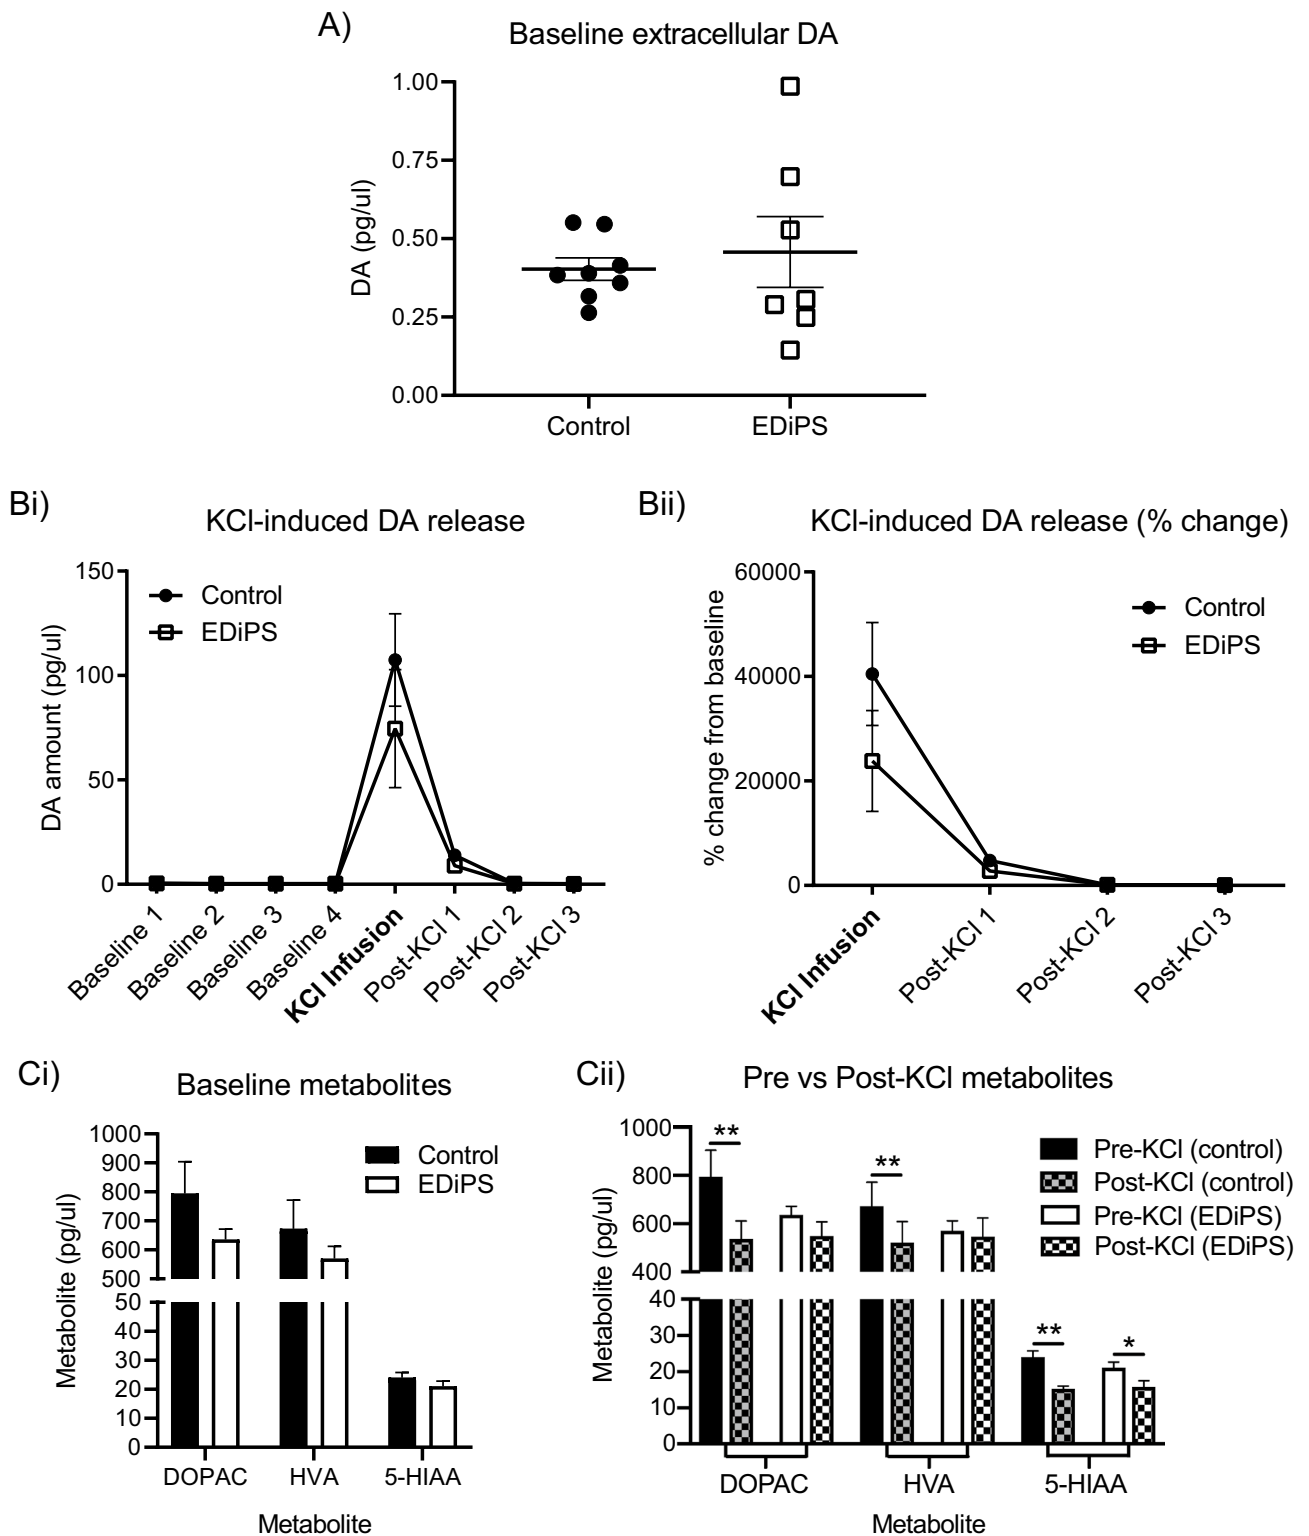 A)
Baseline extracellular DA
DA (pg/ul)
1.00
0.75
0.50
0.25
0.00
Control
EDiPS
Bi)
KCl-induced DA release
DA amount (pg/ul)
150
100
50
0
Control
EDiPS
Baseline 1
Baseline 2
Baseline 3
Baseline 4
KCl Infusion
Post-KCl 1
Post-KCl 2
Post-KCl 3
Bii)
KCl-induced DA release (% change)
% change from baseline
60000
40000
20000
0
Control
EDiPS
KCl Infusion
Post-KCl 1
Post-KCl 2
Post-KCl 3
Ci)
Baseline metabolites
Metabolite (pg/ul)
1000
900
800
700
600
500
50
40
30
20
10
0
Control
EDiPS
DOPAC
HVA
5-HIAA
Metabolite
Cii)
Pre vs Post-KCl metabolites
Metabolite (pg/ul)
1000
800
600
400
40
30
20
10
0
**
**
**
*
Pre-KCl (control)
Post-KCl (control)
Pre-KCl (EDiPS)
Post-KCl (EDiPS)
DOPAC
HVA
5-HIAA
Metabolite